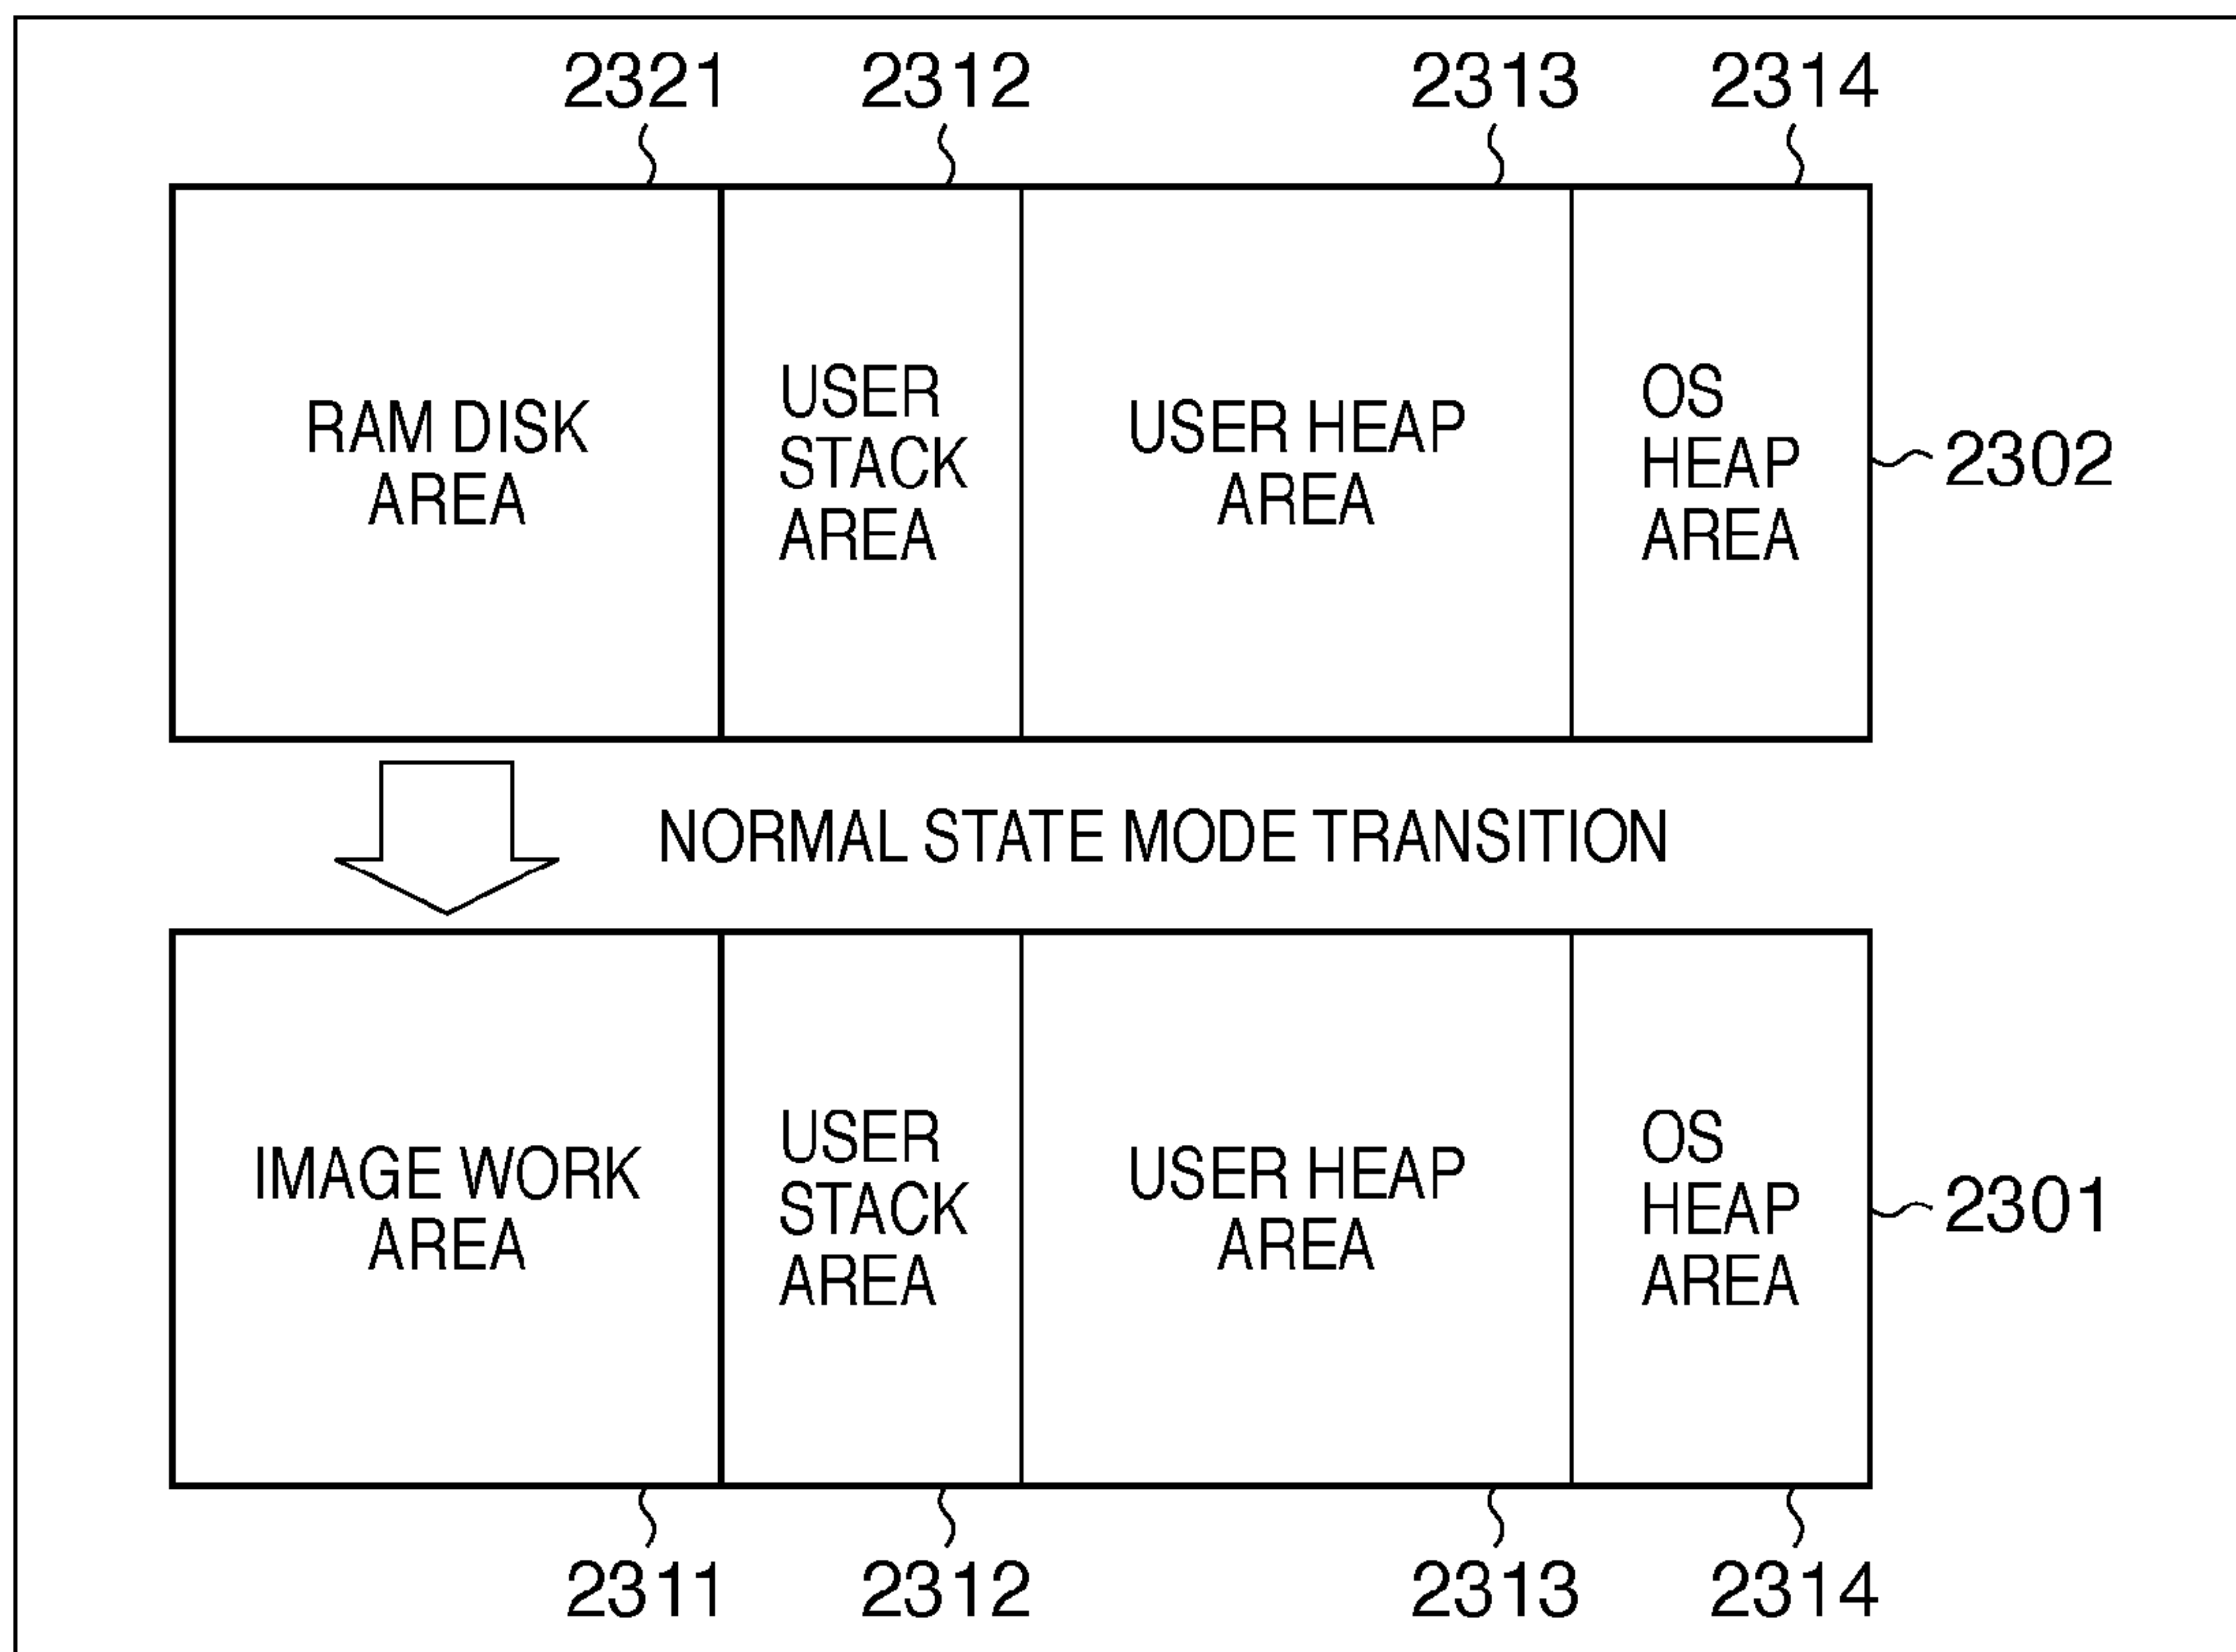 2321 2312 2313 2314
RAM DISK
AREA
USER
STACK
AREA
USER HEAP
AREA
OS
HEAP
AREA
2302
NORMAL STATE MODE TRANSITION
IMAGE WORK
AREA
USER
STACK
AREA
USER HEAP
AREA
OS
HEAP
AREA
2301
2311 2312 2313 2314